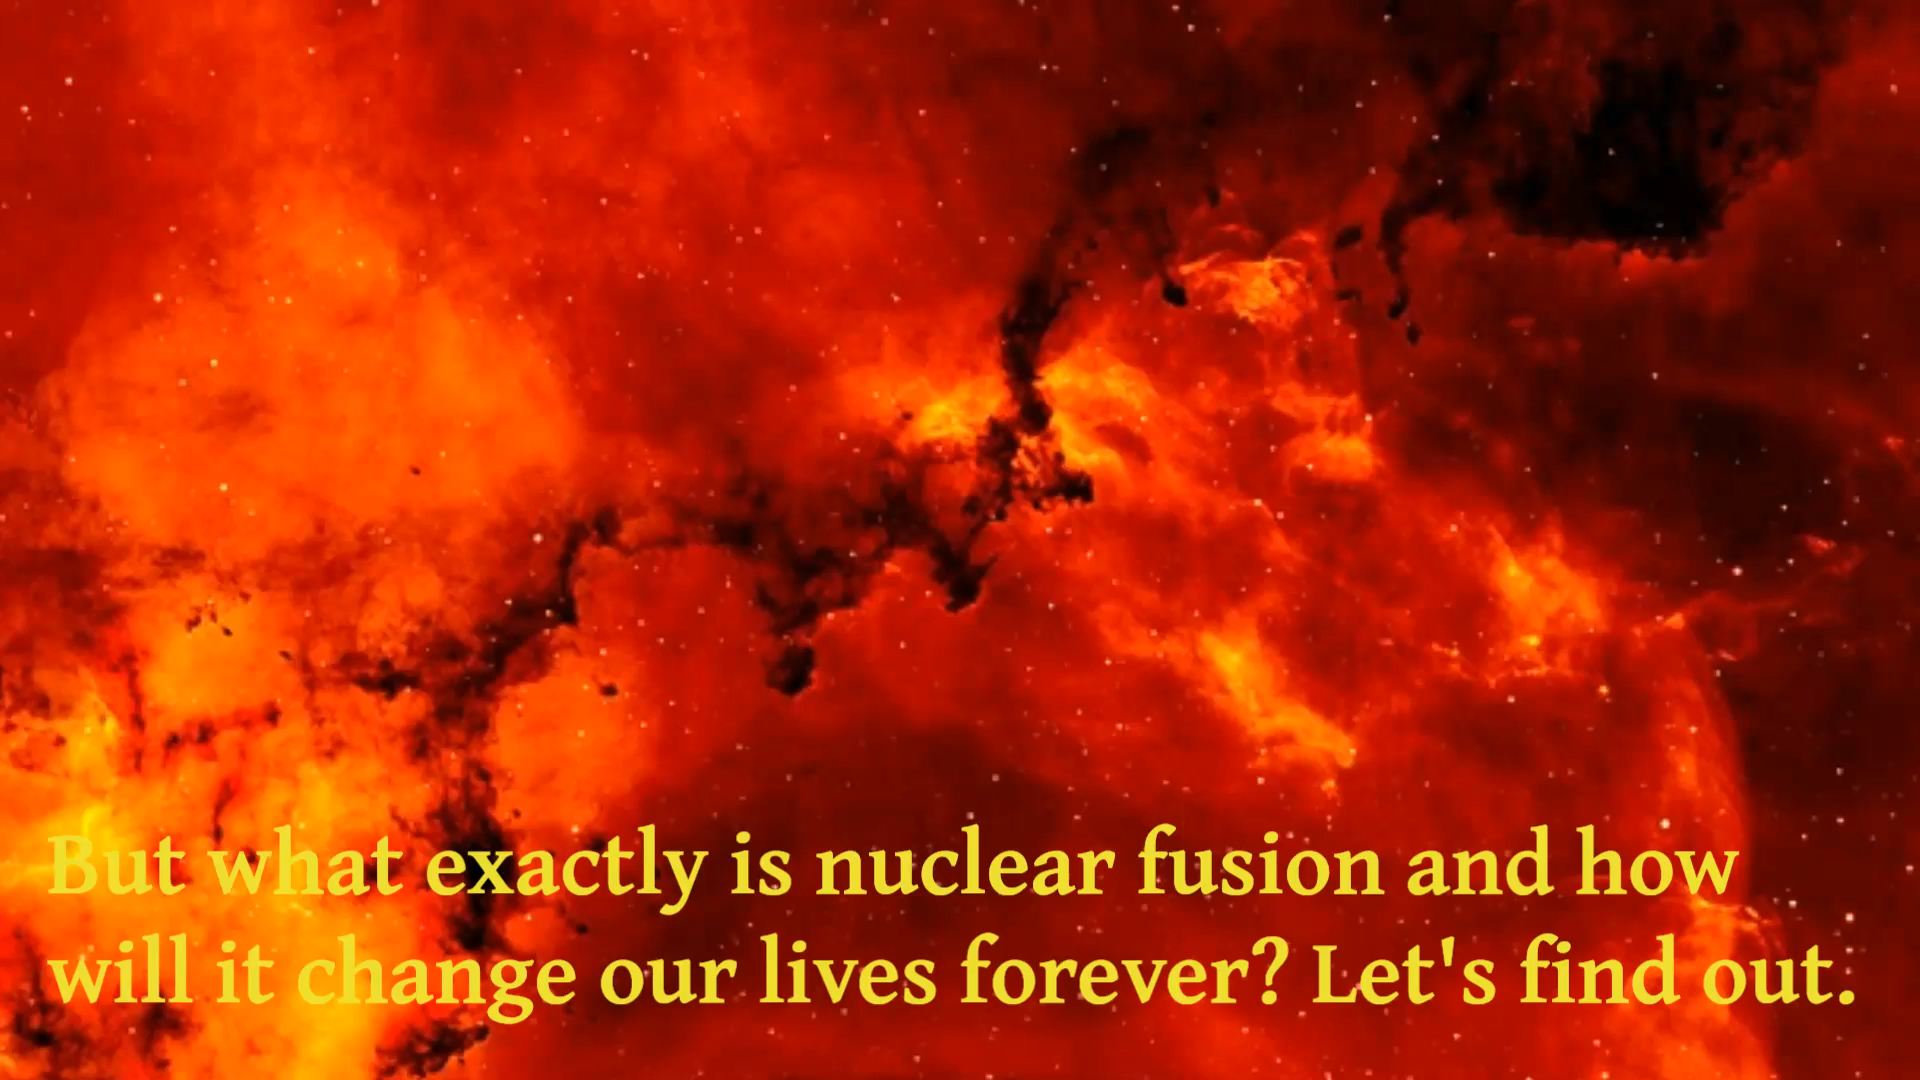 But what exactly is nuclear fusion and how
will it change our lives forever? Let's find out.